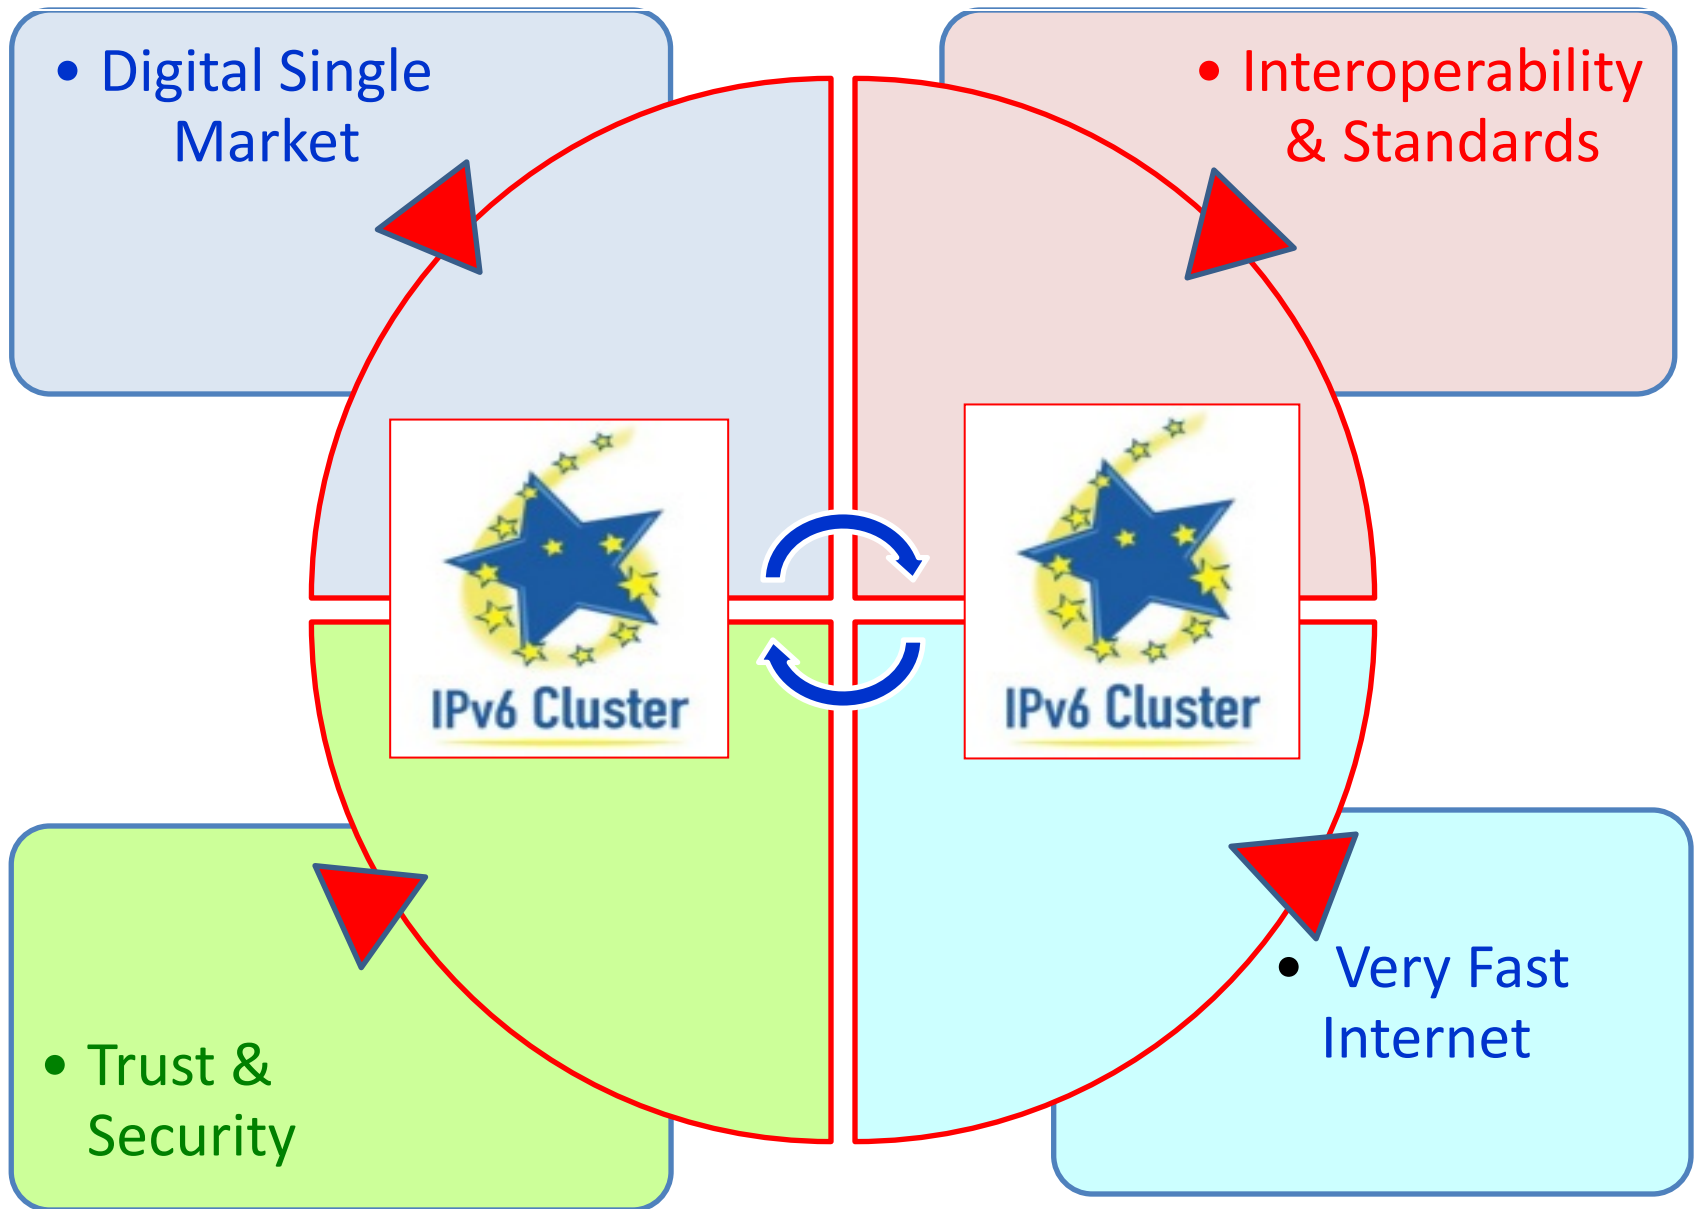 • Digital Single
Market
• Interoperability
& Standards
IPv6 Cluster
IPv6 Cluster
• Trust &
Security
• Very Fast
Internet